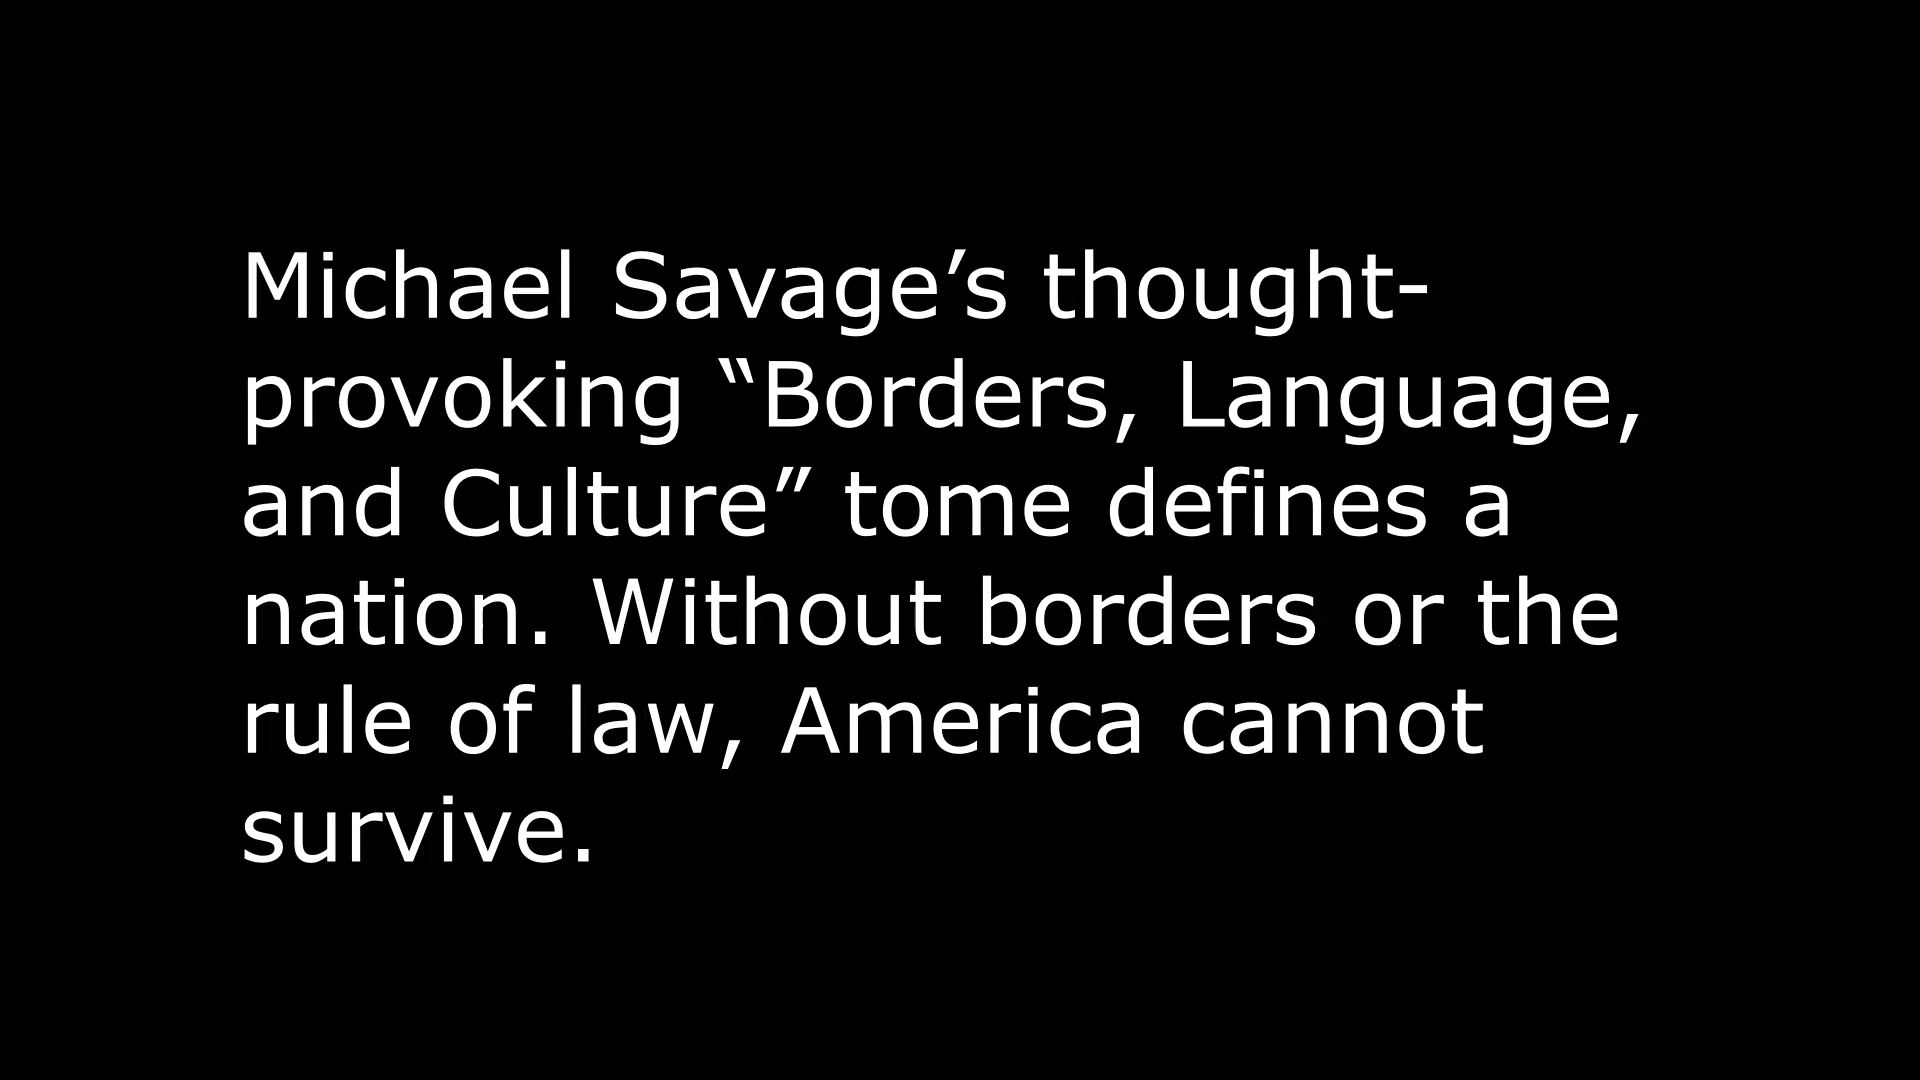 Michael Savage’s thought-
provoking “Borders, Language,
and Culture” tome defines a
nation. Without borders or the
rule of law, America cannot
survive.